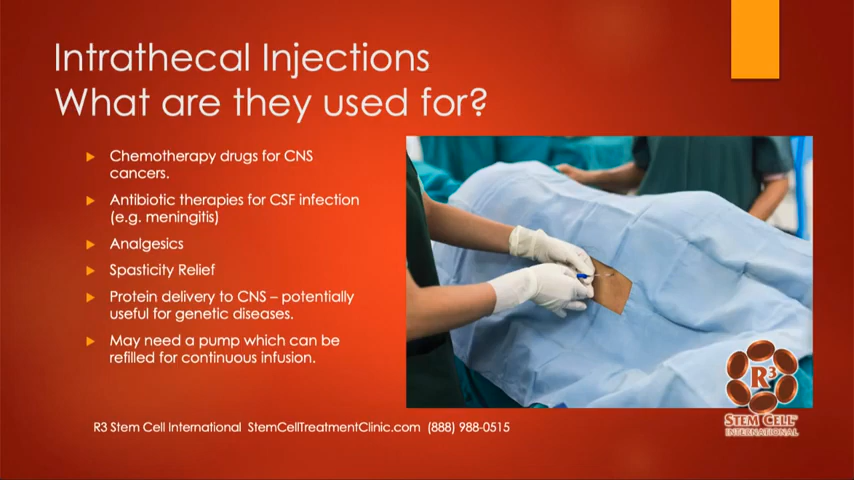 Intrathecal Injections
What are they used for?
Chemotherapy drugs for CNS
cancers.
Antibiotic therapies for CSF infection
(e.g. meningitis)
Analgesics
Spasticity Relief
Protein delivery to CNS – potentially
useful for genetic diseases.
May need a pump which can be
refilled for continuous infusion.
R3 Stem Cell International StemCellTreatmentClinic.com (888) 988-0515
R3
STEM CELL™
INTERNATIONAL